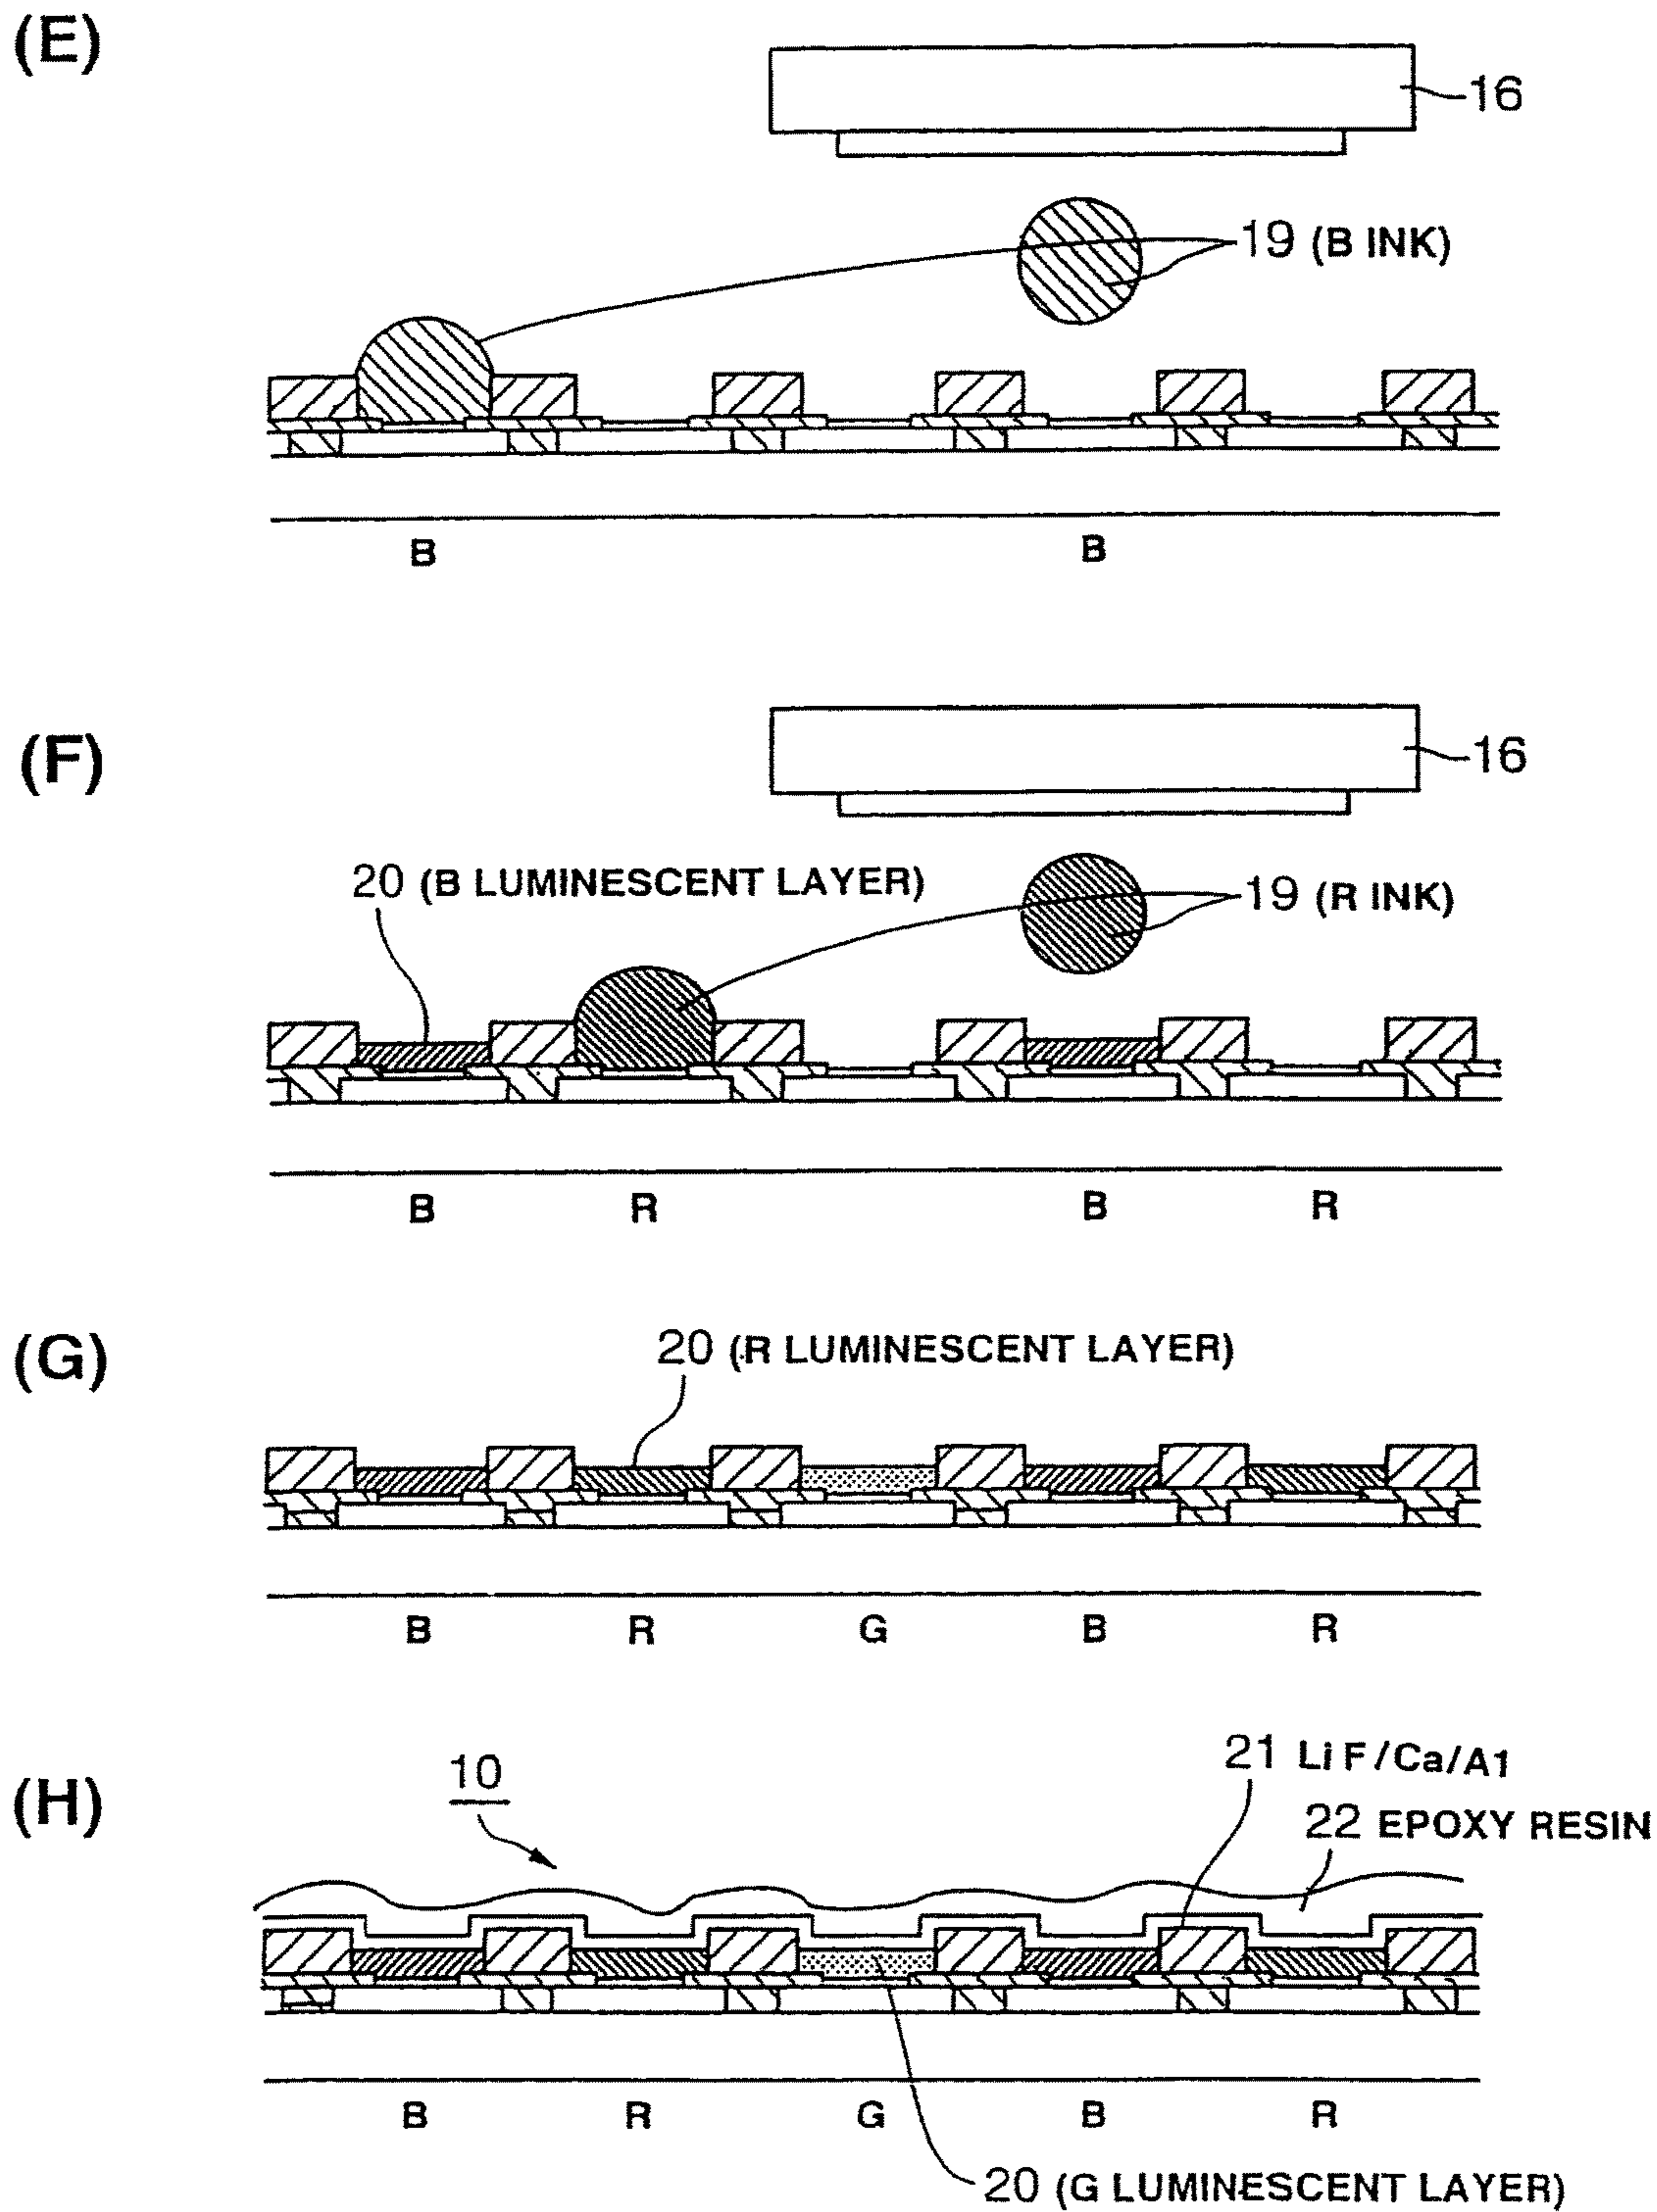 (E)
16
19 (B INK)
B B
(F)
16
20 (B LUMINESCENT LAYER)
19 (R INK)
B R B R
(G)
20 (R LUMINESCENT LAYER)
B R G B R
(H)
10
21 LiF/Ca/A1
22 EPOXY RESIN
B R G B R
20 (G LUMINESCENT LAYER)